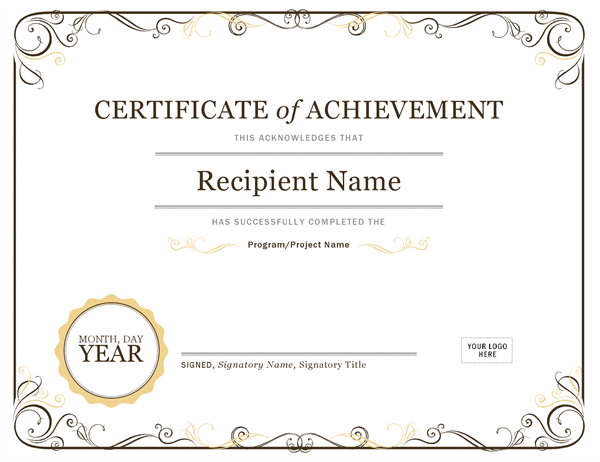 CERTIFICATE of ACHIEVEMENT
THIS ACKNOWLEDGES THAT
Recipient Name
HAS SUCCESSFULLY COMPLETED THE
Program/Project Name
MONTH, DAY
YEAR
SIGNED, Signatory Name, Signatory Title
YOUR LOGO
HERE